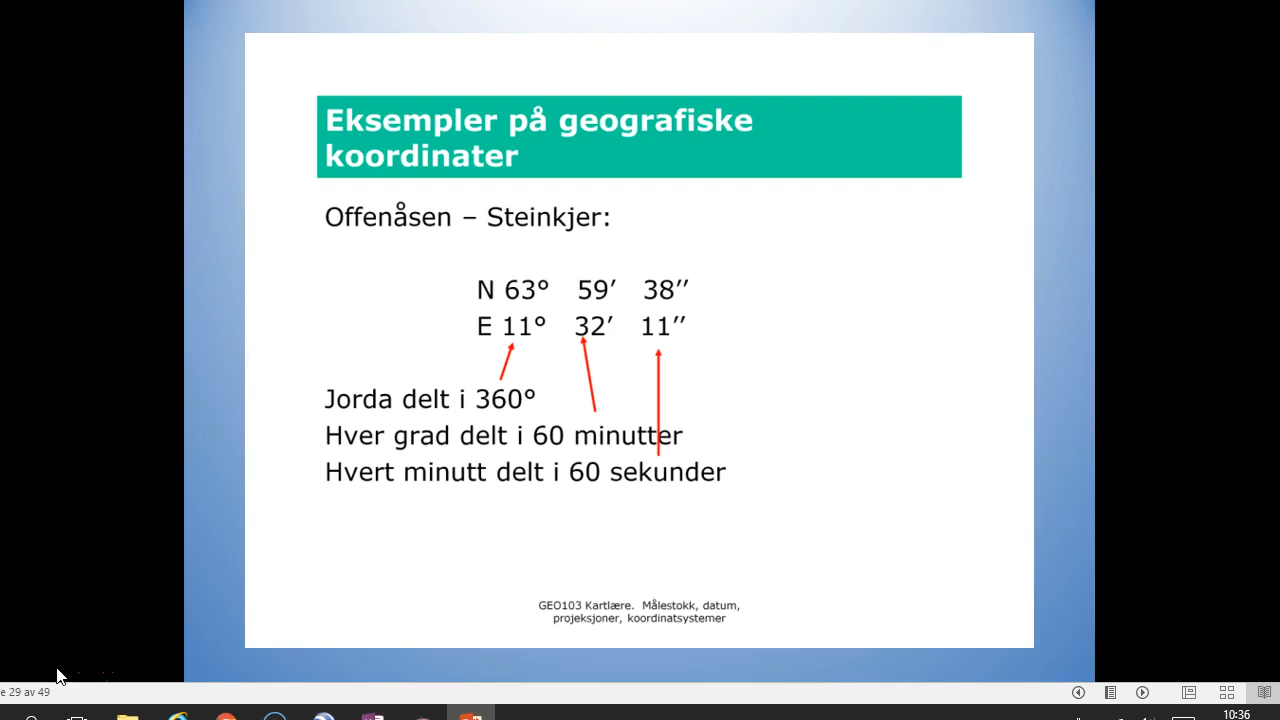 Eksempler på geografiske
koordinater
Offenåsen – Steinkjer:
N 63° 59’ 38’’
E 11° 32’ 11’’
Jorda delt i 360°
Hver grad delt i 60 minutter
Hvert minutt delt i 60 sekunder
GEO103 Kartlære. Målestokk, datum,
projeksjoner, koordinatsystemer
e 29 av 49
10:36